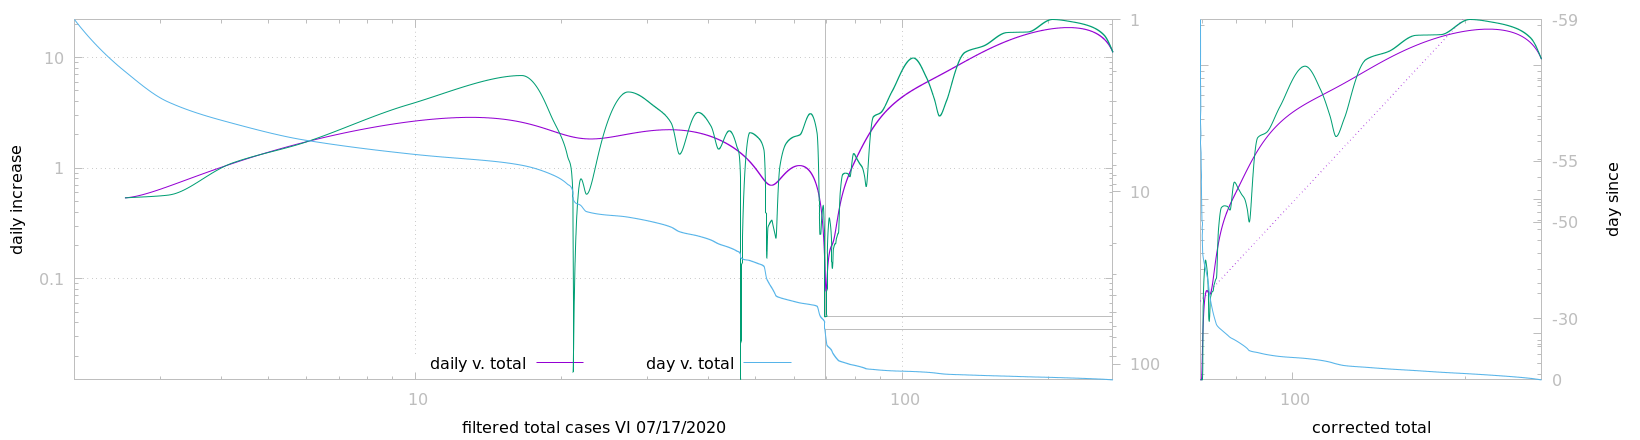 daily increase
10
1
0.1
daily v. total
day v. total
10
100
filtered total cases VI 07/17/2020
1
10
100
100
corrected total
-59
-55
-50
-30
0
day since